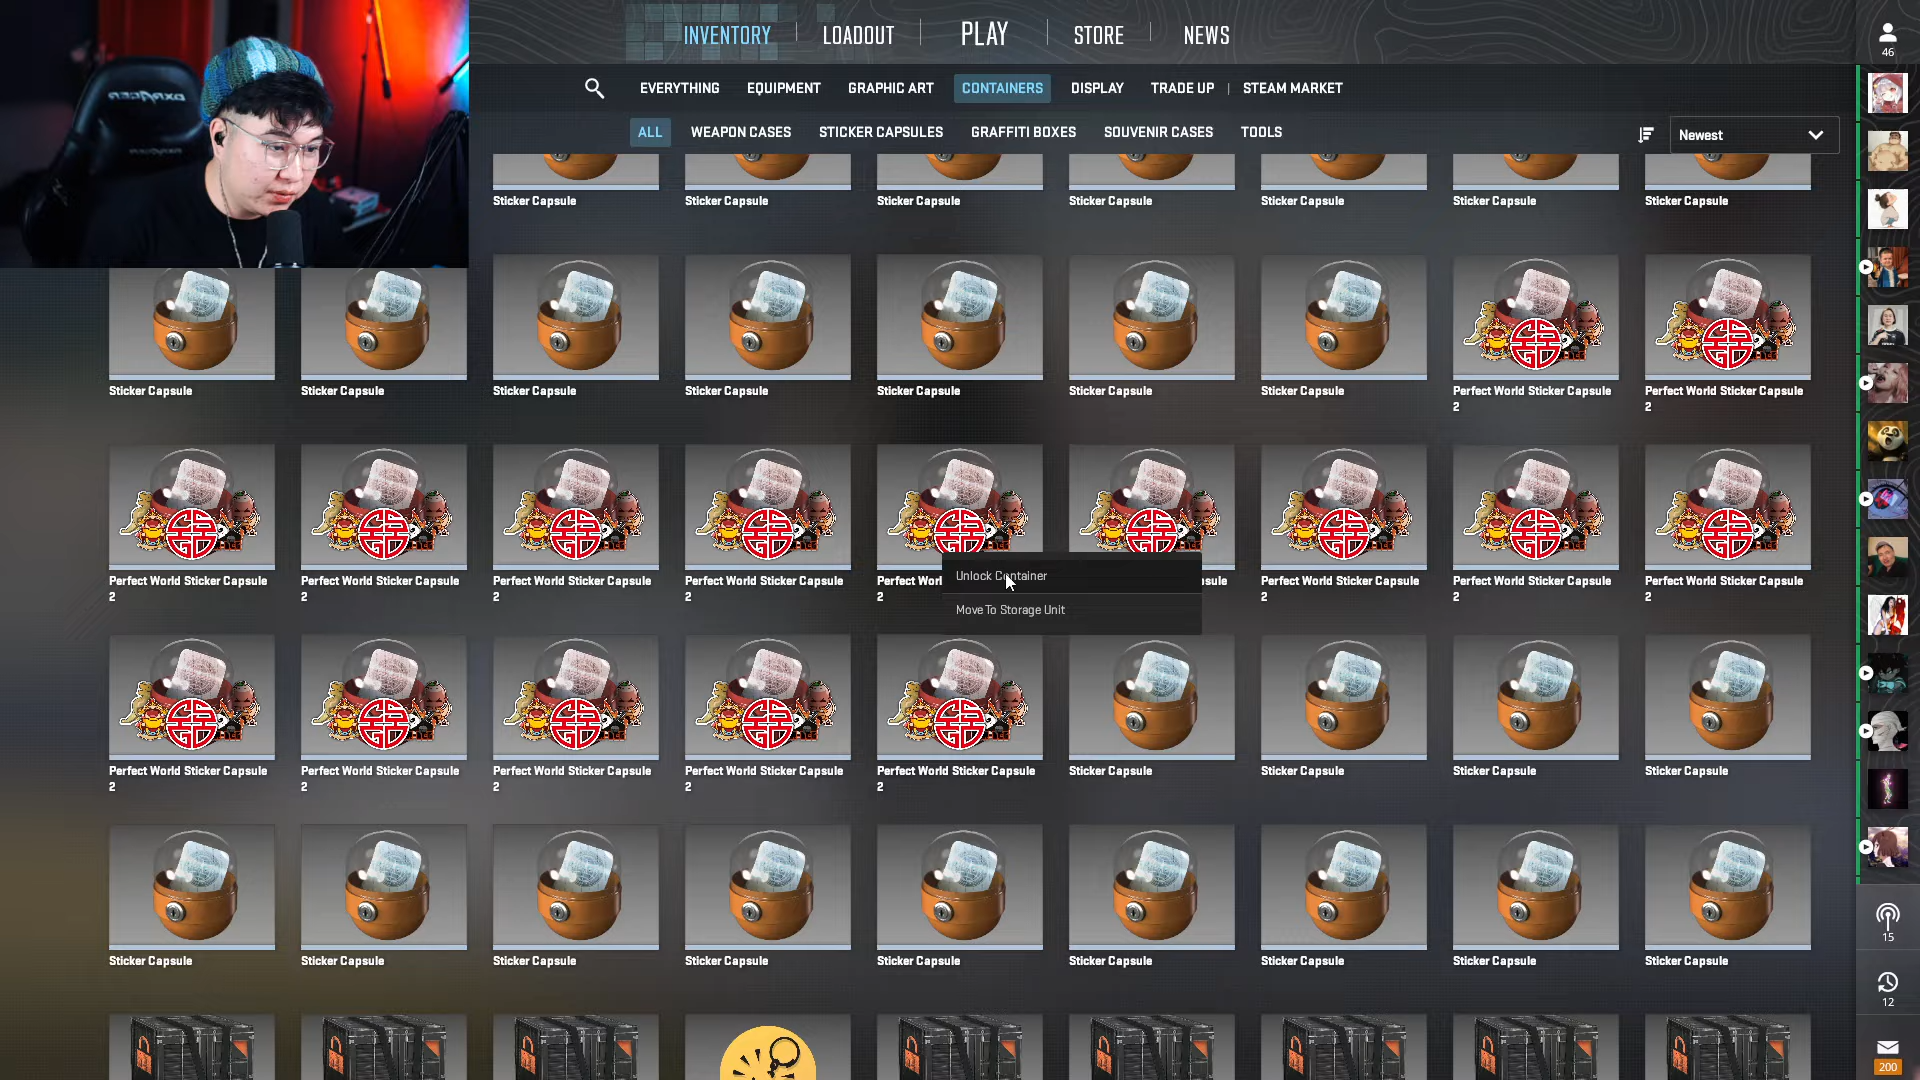 INVENTORY
LOADOUT
PLAY
STORE
NEWS
46
EVERYTHING
EQUIPMENT
GRAPHIC ART
CONTAINERS
DISPLAY
TRADE UP
STEAM MARKET
ALL
WEAPON CASES
STICKER CAPSULES
GRAFFITI BOXES
SOUVENIR CASES
TOOLS
Newest
DXRACER
Sticker Capsule
Sticker Capsule
Sticker Capsule
Sticker Capsule
Sticker Capsule
Sticker Capsule
Sticker Capsule
Sticker Capsule
Sticker Capsule
Sticker Capsule
Sticker Capsule
Sticker Capsule
Sticker Capsule
Sticker Capsule
Perfect World Sticker Capsule
2
Perfect World Sticker Capsule
2
Perfect World Sticker Capsule
2
Perfect World Sticker Capsule
2
Perfect World Sticker Capsule
2
Perfect World Sticker Capsule
2
Perfect Worl
2
sule
Perfect World Sticker Capsule
2
Perfect World Sticker Capsule
2
Perfect World Sticker Capsule
2
Unlock Container
Move To Storage Unit
Perfect World Sticker Capsule
2
Perfect World Sticker Capsule
2
Perfect World Sticker Capsule
2
Perfect World Sticker Capsule
2
Perfect World Sticker Capsule
2
Sticker Capsule
Sticker Capsule
Sticker Capsule
Sticker Capsule
Sticker Capsule
Sticker Capsule
Sticker Capsule
Sticker Capsule
Sticker Capsule
Sticker Capsule
Sticker Capsule
Sticker Capsule
Sticker Capsule
15
12
200